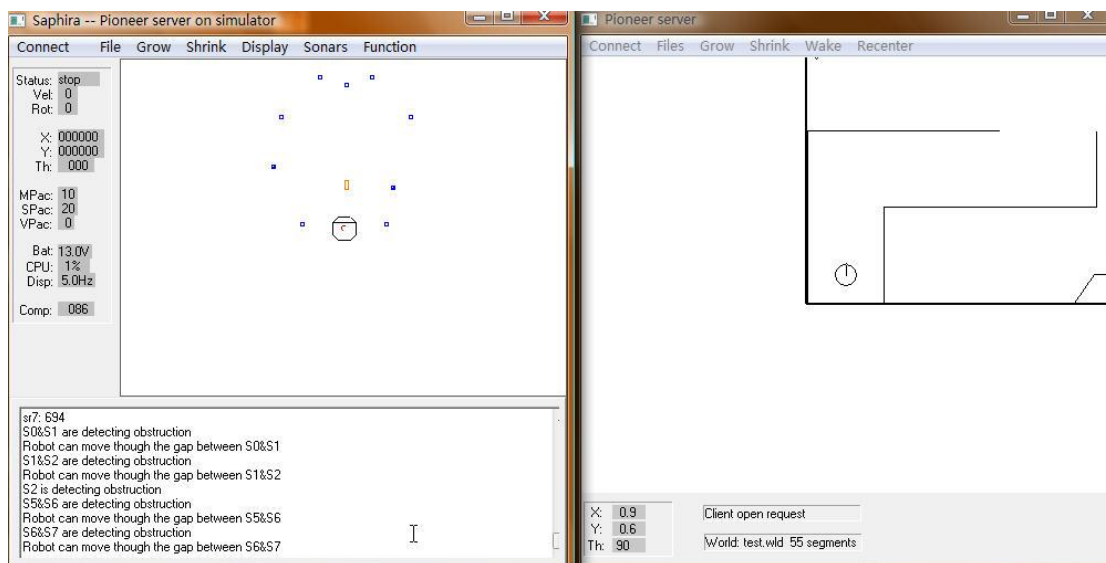 Saphira -- Pioneer server on simulator
Connect File Grow Shrink Display Sonars Function
Status: stop
Vel: 0
Rot: 0
X: 000000
Y: 000000
Th: 000
MPac: 10
SPac: 20
VPac: 0
Bat: 13.0V
CPU: 1%
Disp: 5.0Hz
Comp: 086
sr7: 694
S0&S1 are detecting obstruction
Robot can move though the gap between S0&S1
S1&S2 are detecting obstruction
Robot can move though the gap between S1&S2
S2 is detecting obstruction
S5&S6 are detecting obstruction
Robot can move though the gap between S5&S6
S6&S7 are detecting obstruction
Robot can move though the gap between S6&S7
Pioneer server
Connect Files Grow Shrink Wake Recenter
X: 0.9
Y: 0.6
Th: 90
Client open request
World: test.wld 55 segments